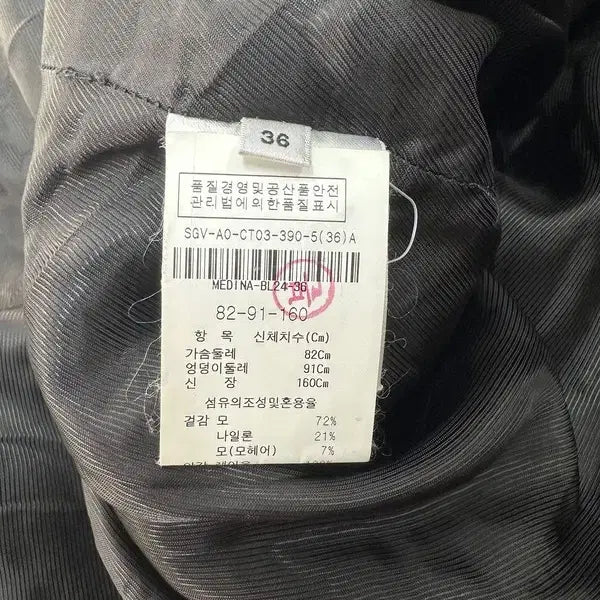 36
품질경영및공산품안전
관리법에의한품질표시
SGV-A0-CT03-390-5(36)A
MEDINA-BL24-36
82-91-160
항 목 신체치수(Cm)
가슴둘레 82Cm
엉덩이둘레 91Cm
신 장 160Cm
섬유의조성및혼용율
겉감 모 72%
나일론 21%
모(모헤어) 7%